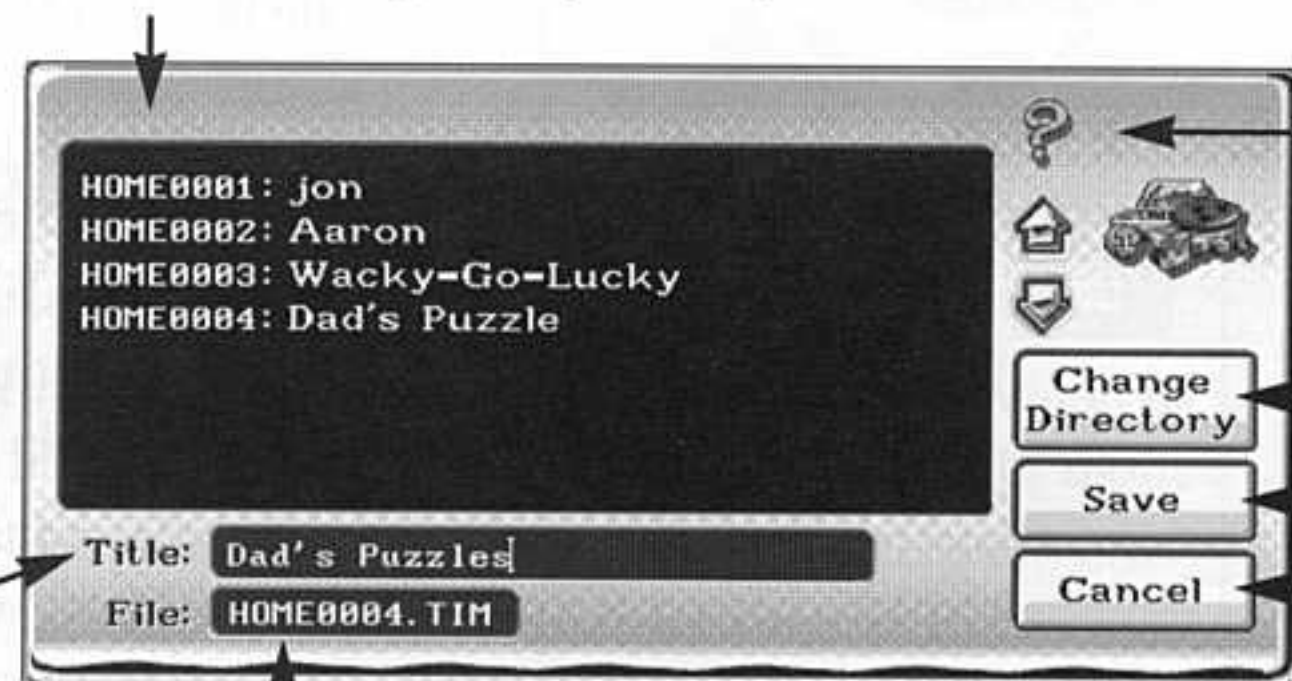 HOME0001: jon
HOME0002: Aaron
HOME0003: Wacky-Go-Lucky
HOME0004: Dad's Puzzle
Change
Directory
Save
Cancel
Title: Dad's Puzzles
File: HOME0004.TIM